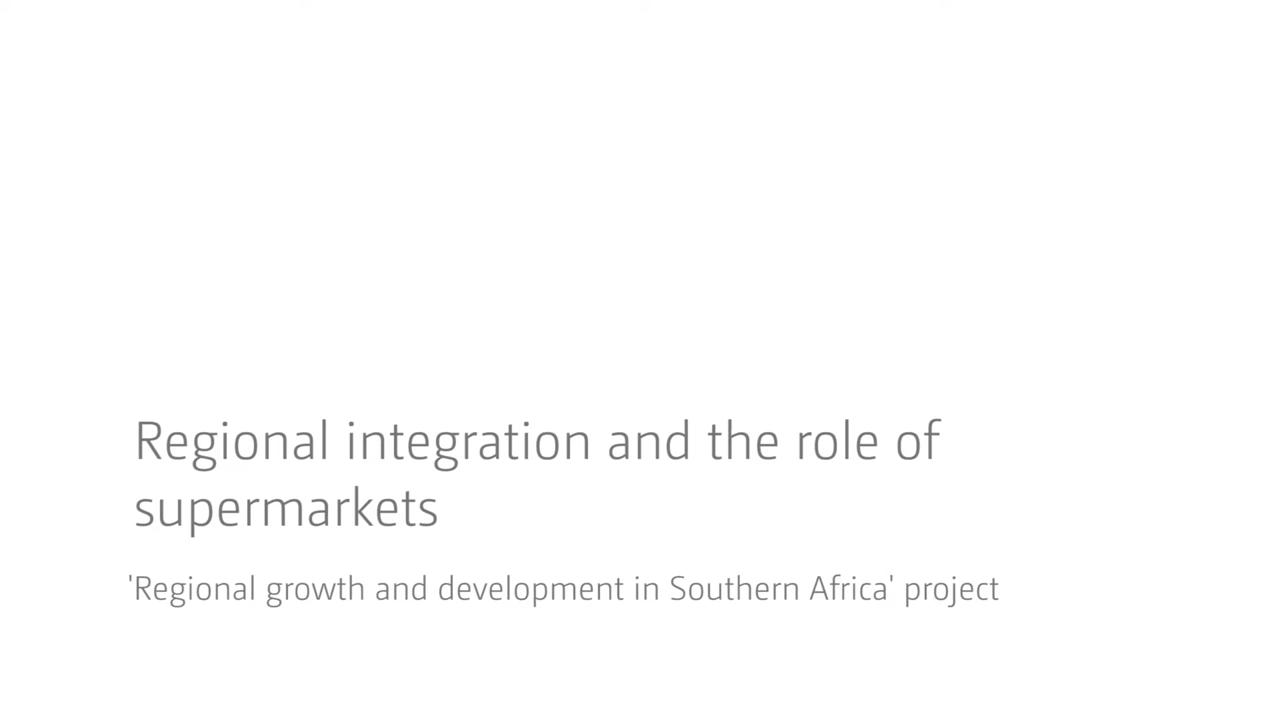 Regional integration and the role of
supermarkets
'Regional growth and development in Southern Africa' project